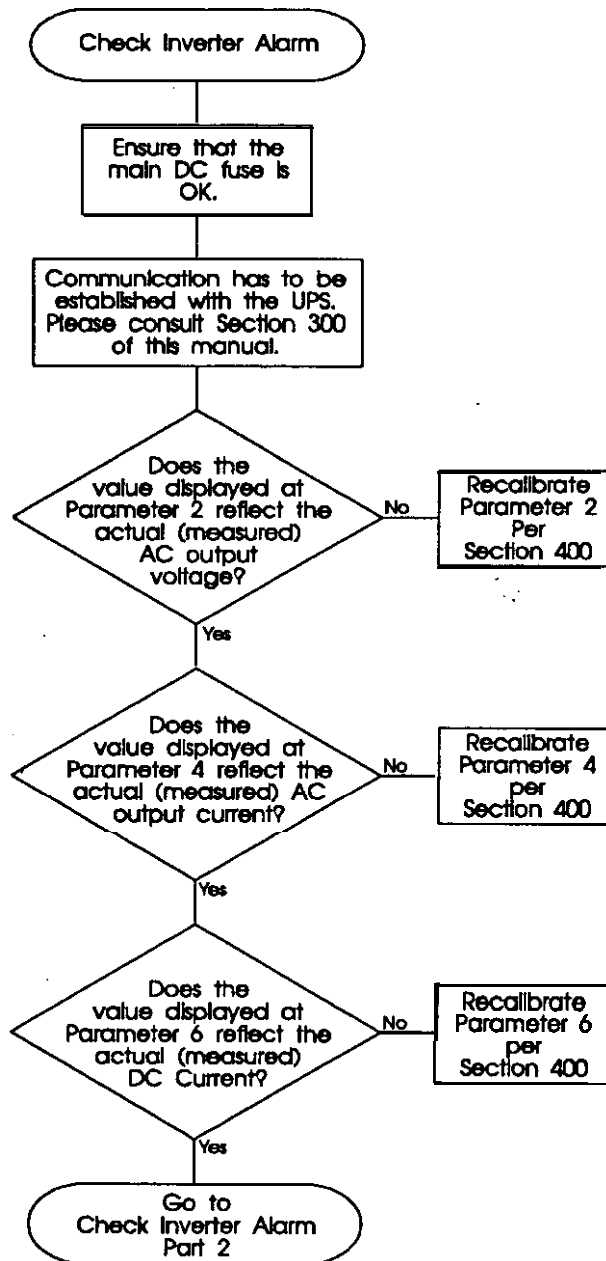 Check Inverter Alarm
Ensure that the
main DC fuse is
OK.
Communication has to be
established with the UPS.
Please consult Section 300
of this manual.
Does the
value displayed at
Parameter 2 reflect the
actual (measured)
AC output
voltage?
No
Recalibrate
Parameter 2
Per
Section 400
Yes
Does the
value displayed at
Parameter 4 reflect the
actual (measured) AC
output current?
No
Recalibrate
Parameter 4
per
Section 400
Yes
Does the
value displayed at
Parameter 6 reflect the
actual (measured)
DC Current?
No
Recalibrate
Parameter 6
per
Section 400
Yes
Go to
Check Inverter Alarm
Part 2